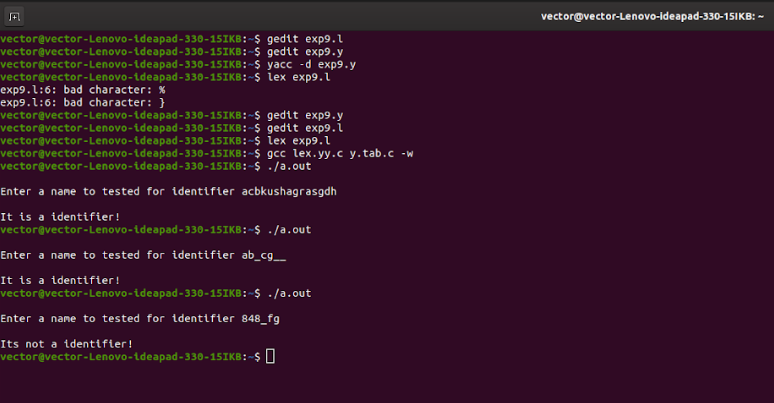 vector@vector-Lenovo-ideapad-330-15IKB: ~
vector@vector-Lenovo-ideapad-330-15IKB:~$ gedit exp9.l
vector@vector-Lenovo-ideapad-330-15IKB:~$ gedit exp9.y
vector@vector-Lenovo-ideapad-330-15IKB:~$ yacc -d exp9.y
vector@vector-Lenovo-ideapad-330-15IKB:~$ lex exp9.l
exp9.l:6: bad character: %
exp9.l:6: bad character: }
vector@vector-Lenovo-ideapad-330-15IKB:~$ gedit exp9.y
vector@vector-Lenovo-ideapad-330-15IKB:~$ gedit exp9.l
vector@vector-Lenovo-ideapad-330-15IKB:~$ lex exp9.l
vector@vector-Lenovo-ideapad-330-15IKB:~$ gcc lex.yy.c y.tab.c -w
vector@vector-Lenovo-ideapad-330-15IKB:~$ ./a.out
Enter a name to tested for identifier acbkushagrasgdh
It is a identifier!
vector@vector-Lenovo-ideapad-330-15IKB:~$ ./a.out
Enter a name to tested for identifier ab_cg__
It is a identifier!
vector@vector-Lenovo-ideapad-330-15IKB:~$ ./a.out
Enter a name to tested for identifier 848_fg
Its not a identifier!
vector@vector-Lenovo-ideapad-330-15IKB:~$